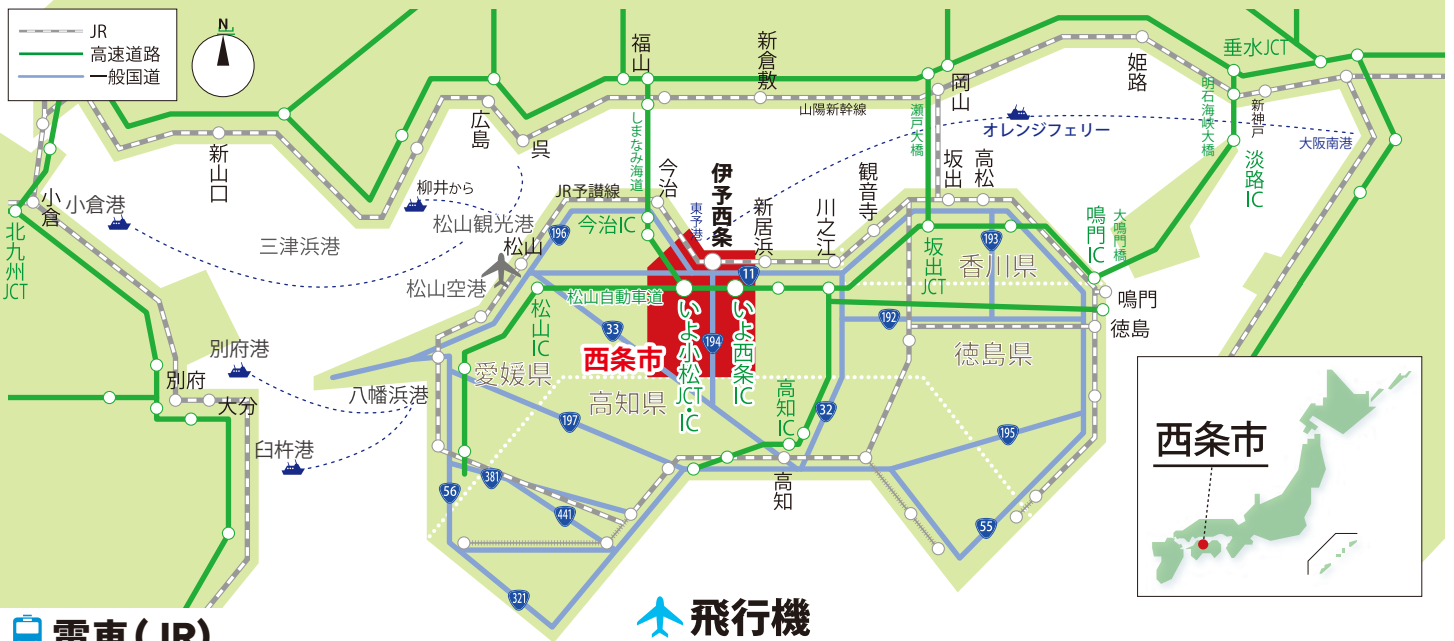 JR
高速道路
一般国道
N
福山
新倉敷
岡山
姫路
垂水JCT
明石海峡大橋
新神戸
淡路IC
大阪南港
オレンジフェリー
山陽新幹線
瀬戸大橋
しまなみ海道
広島
呉
新山口
小倉
小倉港
北九州JCT
柳井から
松山観光港
三津浜港
松山
松山空港
JR予讃線
今治
今治IC
東予港
伊予西条
新居浜
川之江
観音寺
坂出
高松
坂出JCT
香川県
鳴門IC
大鳴門橋
鳴門
徳島
徳島県
196
11
193
192
松山自動車道
松山IC
33
194
西条市
いよ小松JCT・IC
いよ西条IC
愛媛県
高知県
高知IC
高知
32
197
195
55
56
381
441
321
別府港
別府
大分
八幡浜港
臼杵港
西条市
電車(JR)
飛行機